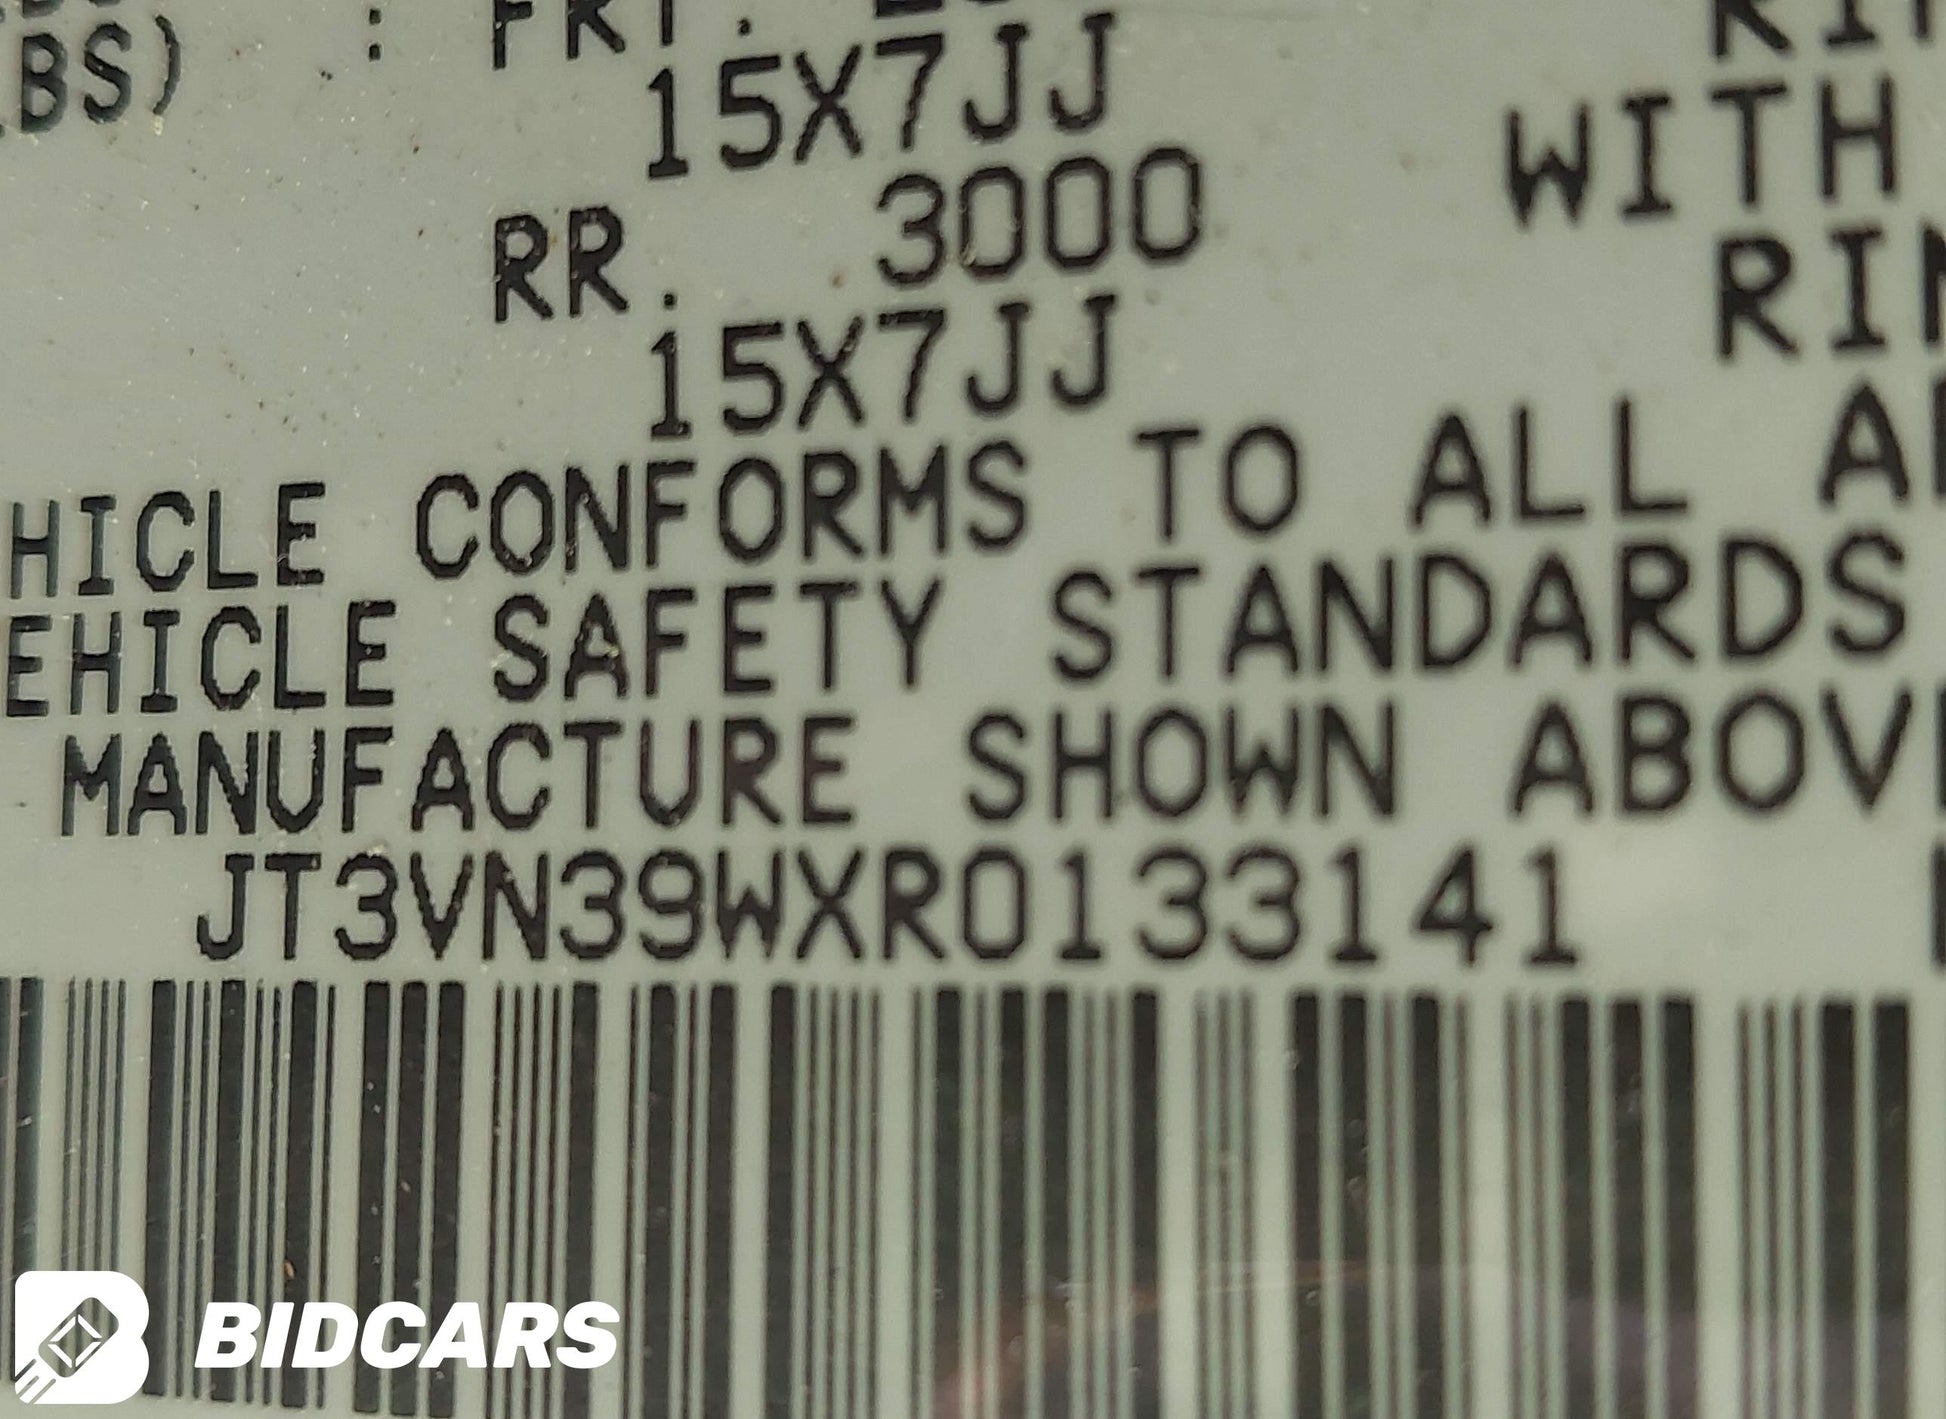 BS) : FRT.
15X7JJ
WITH
RR. 3000
RI
15X7JJ
HICLE CONFORMS TO ALL A
EHICLE SAFETY STANDARDS
MANUFACTURE SHOWN ABOV
JT3VN39WXR0133141
BIDCARS